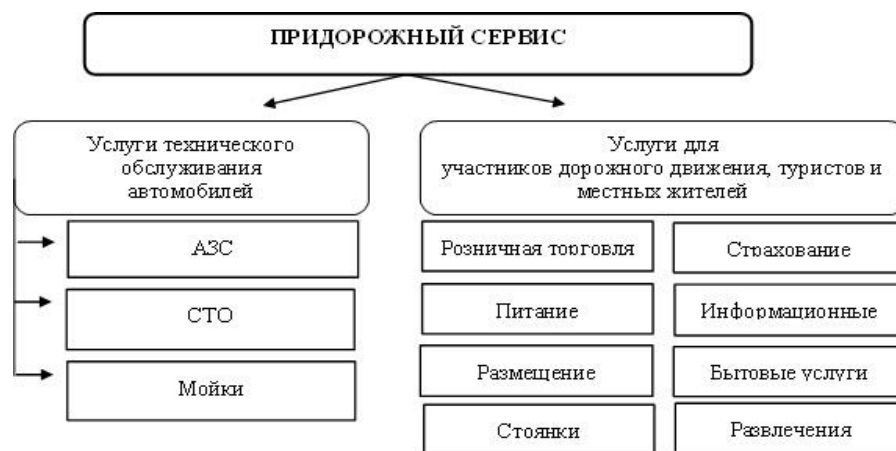 ПРИДОРОЖНЫЙ СЕРВИС
Услуги технического
обслуживания
автомобилей
АЗС
СТО
Мойки
Услуги для
участников дорожного движения, туристов и
местных жителей
Розничная торговля
Страхование
Питание
Информационные
Размещение
Бытовые услуги
Стоянки
Развлечения